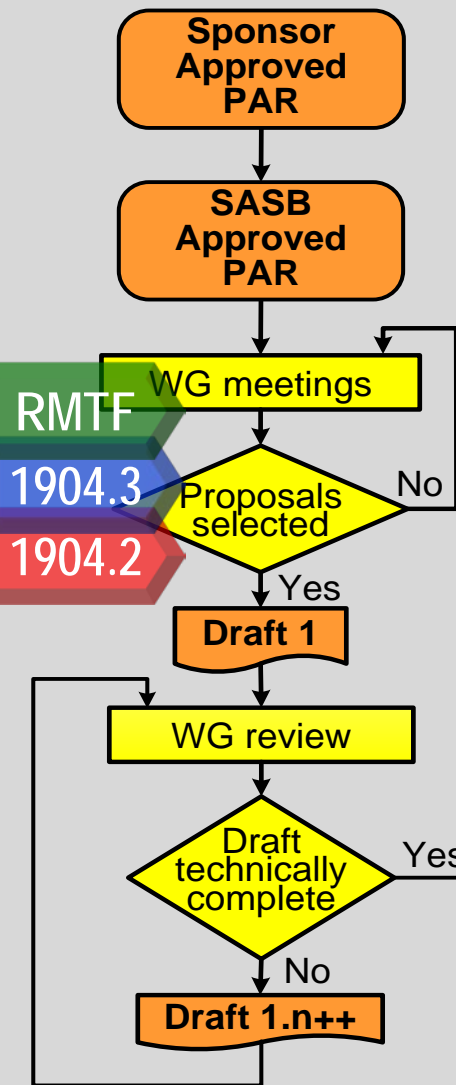 Sponsor
Approved
PAR
SASB
Approved
PAR
WG meetings
RMTF
1904.3
1904.2
Proposals
selected
No
Yes
Draft 1
WG review
Draft
technically
complete
Yes
No
Draft 1.n++